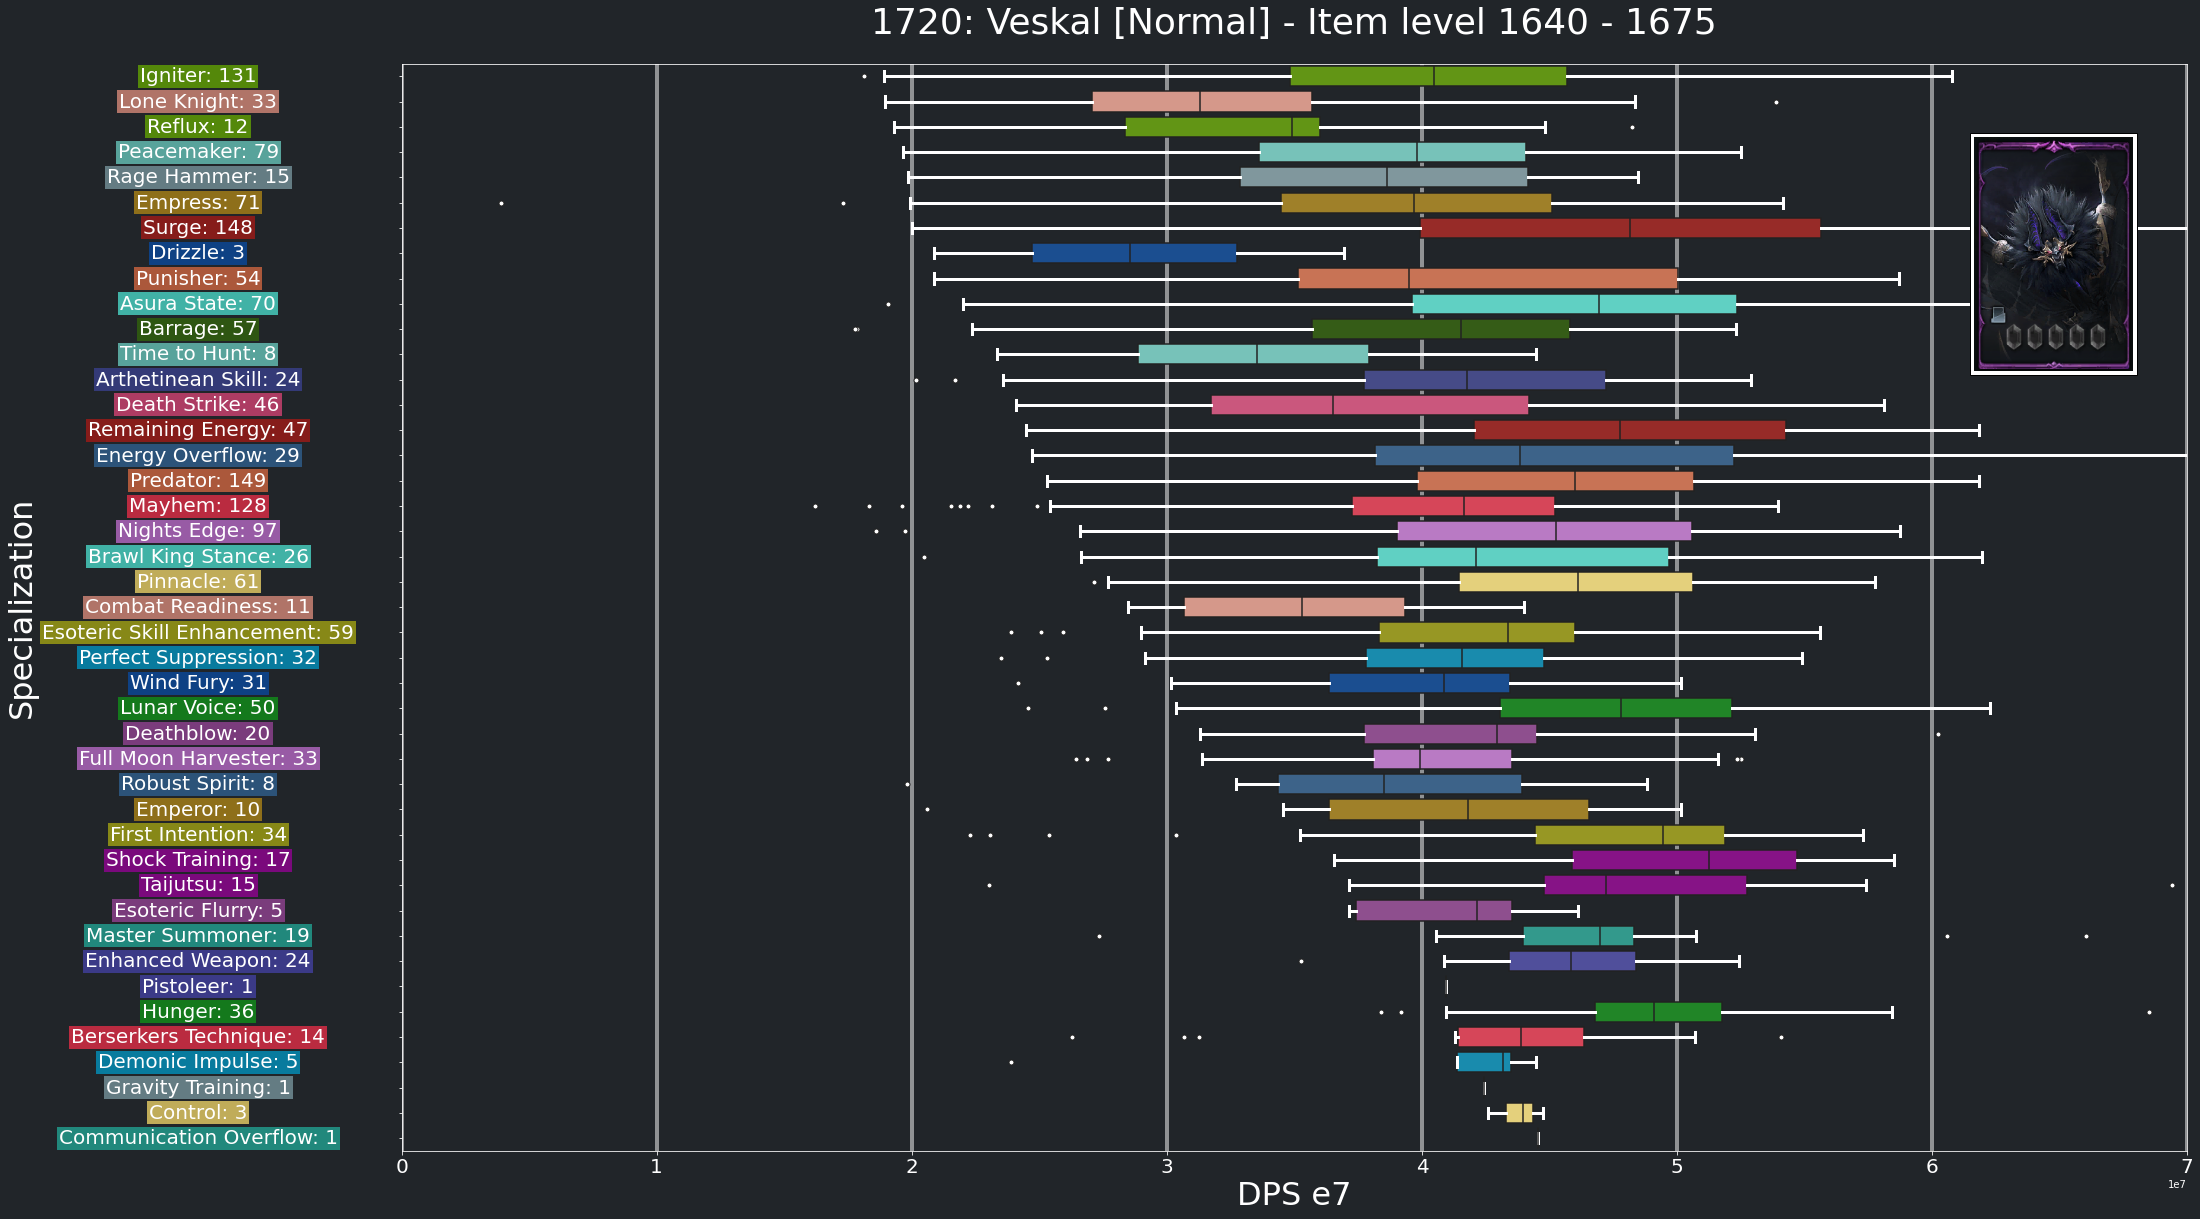 1720: Veskal [Normal] - Item level 1640 - 1675
Specialization
Igniter: 131
Lone Knight: 33
Reflux: 12
Peacemaker: 79
Rage Hammer: 15
Empress: 71
Surge: 148
Drizzle: 3
Punisher: 54
Asura State: 70
Barrage: 57
Time to Hunt: 8
Arthetinean Skill: 24
Death Strike: 46
Remaining Energy: 47
Energy Overflow: 29
Predator: 149
Mayhem: 128
Nights Edge: 97
Brawl King Stance: 26
Pinnacle: 61
Combat Readiness: 11
Esoteric Skill Enhancement: 59
Perfect Suppression: 32
Wind Fury: 31
Lunar Voice: 50
Deathblow: 20
Full Moon Harvester: 33
Robust Spirit: 8
Emperor: 10
First Intention: 34
Shock Training: 17
Taijutsu: 15
Esoteric Flurry: 5
Master Summoner: 19
Enhanced Weapon: 24
Pistoleer: 1
Hunger: 36
Berserkers Technique: 14
Demonic Impulse: 5
Gravity Training: 1
Control: 3
Communication Overflow: 1
0 1 2 3 4 5 6 7
1e7
DPS e7